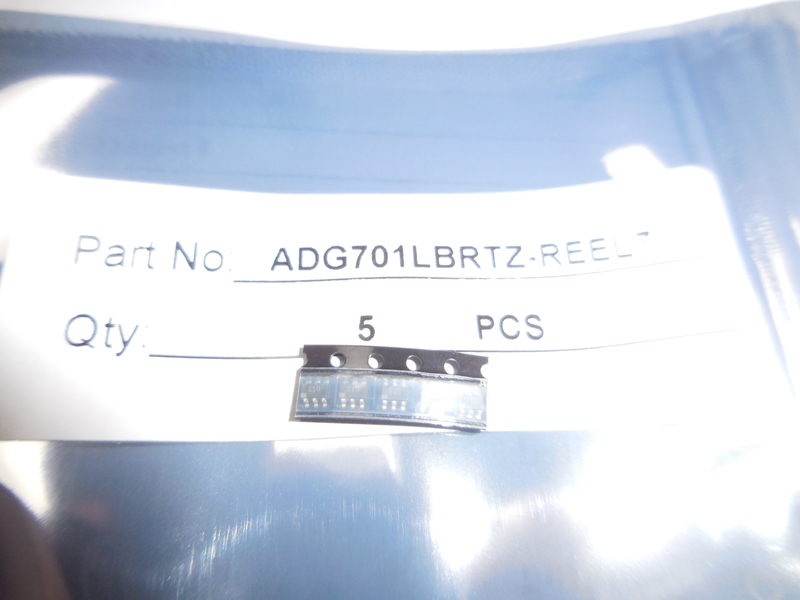 Part No: ADG701LBRTZ-REEL7
Qty: 5 PCS